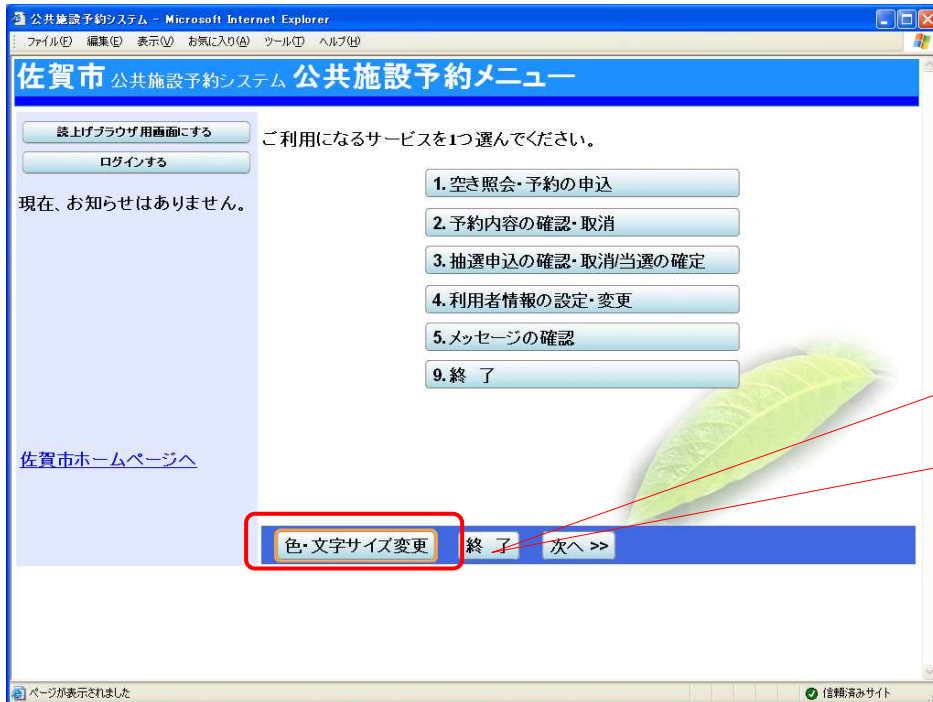 公共施設予約システム - Microsoft Internet Explorer
ファイル(F) 編集(E) 表示(V) お気に入り(A) ツール(T) ヘルプ(H)
佐賀市 公共施設予約システム 公共施設予約メニュー
読上げブラウザ用画面にする
ログインする
現在、お知らせはありません。
佐賀市ホームページへ
ご利用になるサービスを1つ選んでください。
1.空き照会・予約の申込
2.予約内容の確認・取消
3.抽選申込の確認・取消/当選の確定
4.利用者情報の設定・変更
5.メッセージの確認
9.終 了
色・文字サイズ変更 終 了 次へ >>
ページが表示されました 信頼済みサイト